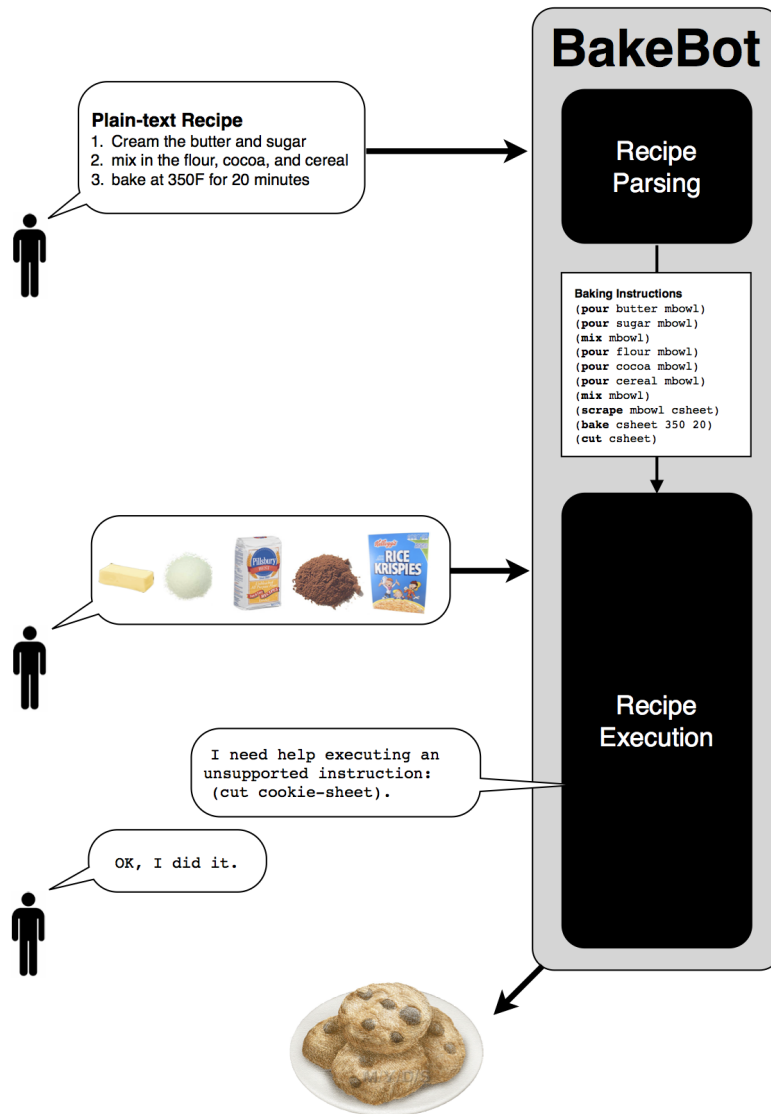 BakeBot
Plain-text Recipe
1. Cream the butter and sugar
2. mix in the flour, cocoa, and cereal
3. bake at 350F for 20 minutes
Recipe
Parsing
Baking Instructions
(pour butter mbowl)
(pour sugar mbowl)
(mix mbowl)
(pour flour mbowl)
(pour cocoa mbowl)
(pour cereal mbowl)
(mix mbowl)
(scrape mbowl csheet)
(bake csheet 350 20)
(cut csheet)
Pillsbury
Kellogg's
RICE
KRISPIES
Recipe
Execution
I need help executing an
unsupported instruction:
(cut cookie-sheet).
OK, I did it.